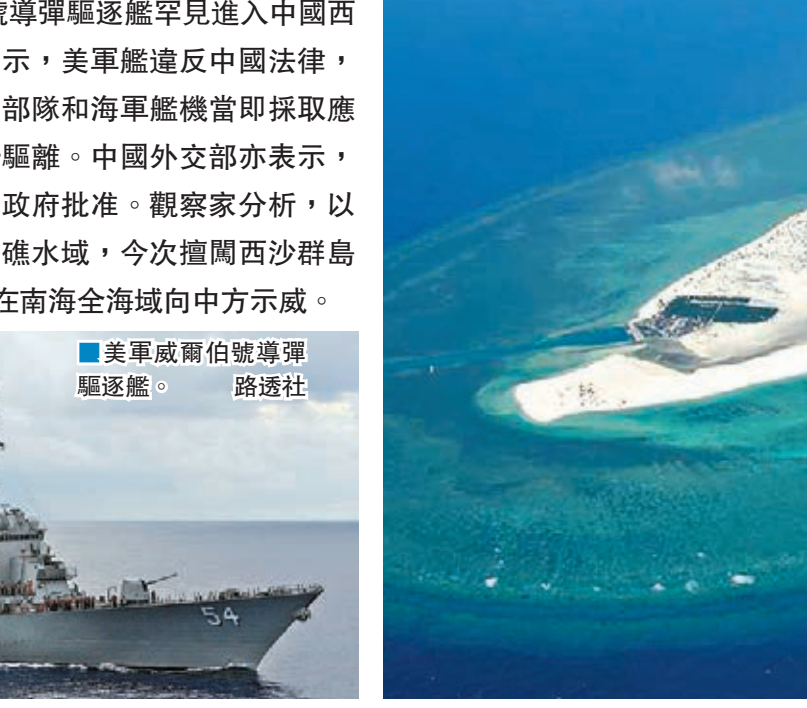 號導彈驅逐艦罕見進入中國西
示，美軍艦違反中國法律，
部隊和海軍艦機當即採取應
驅離。中國外交部亦表示，
政府批准。觀察家分析，以
礁水域，今次擅闖西沙群島
在南海全海域向中方示威。
■美軍威爾伯號導彈
驅逐艦。 路透社
54